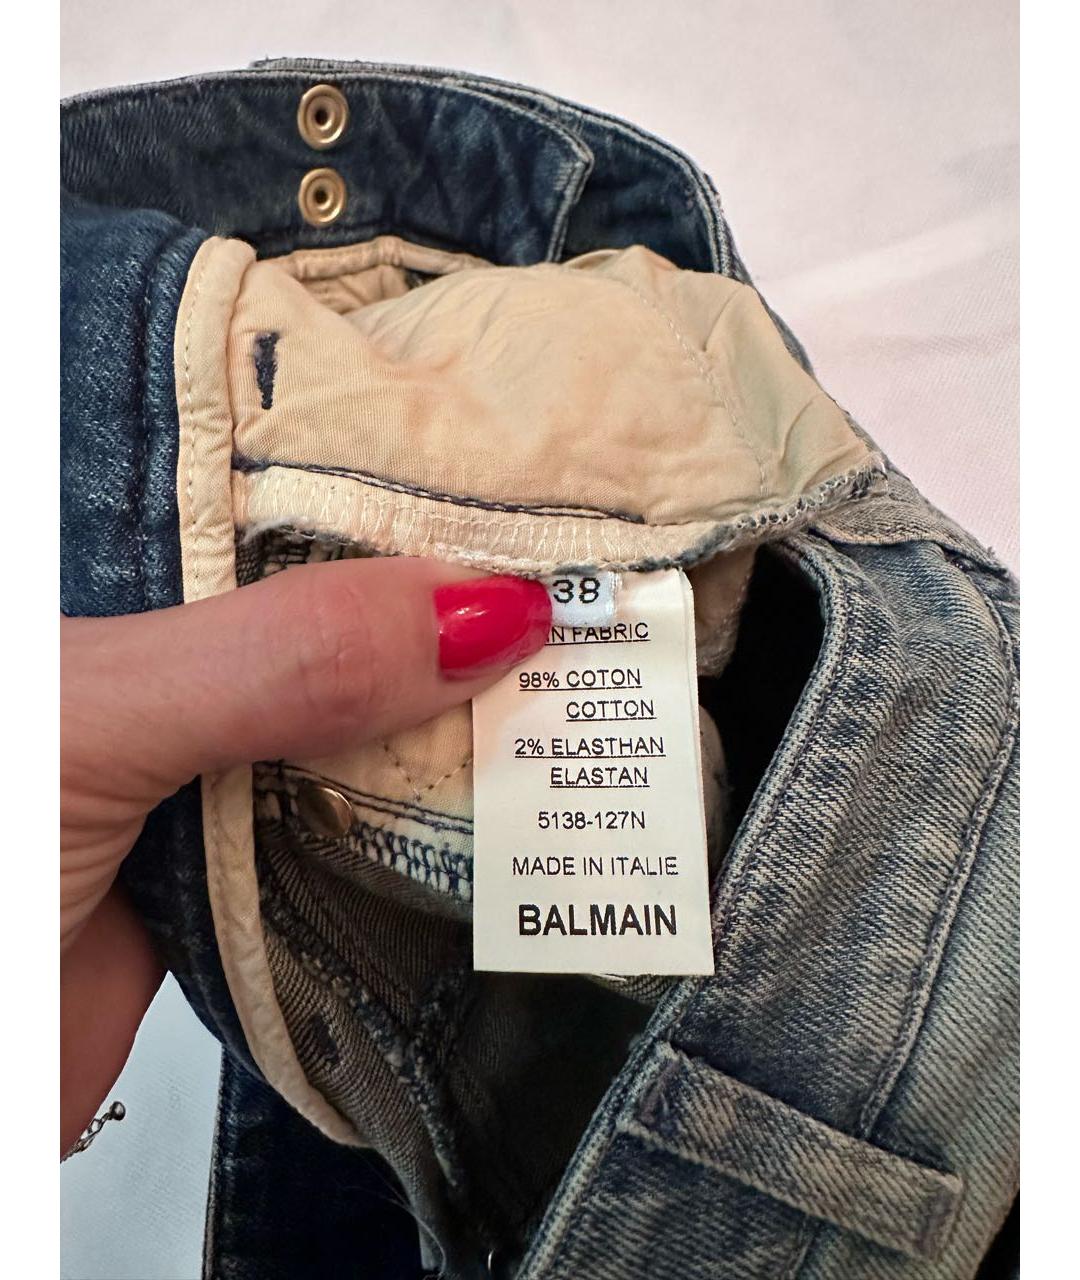 38
FABRIC
98% COTON
COTTON
2% ELASTHAN
ELASTAN
5138-127N
MADE IN ITALIE
BALMAIN